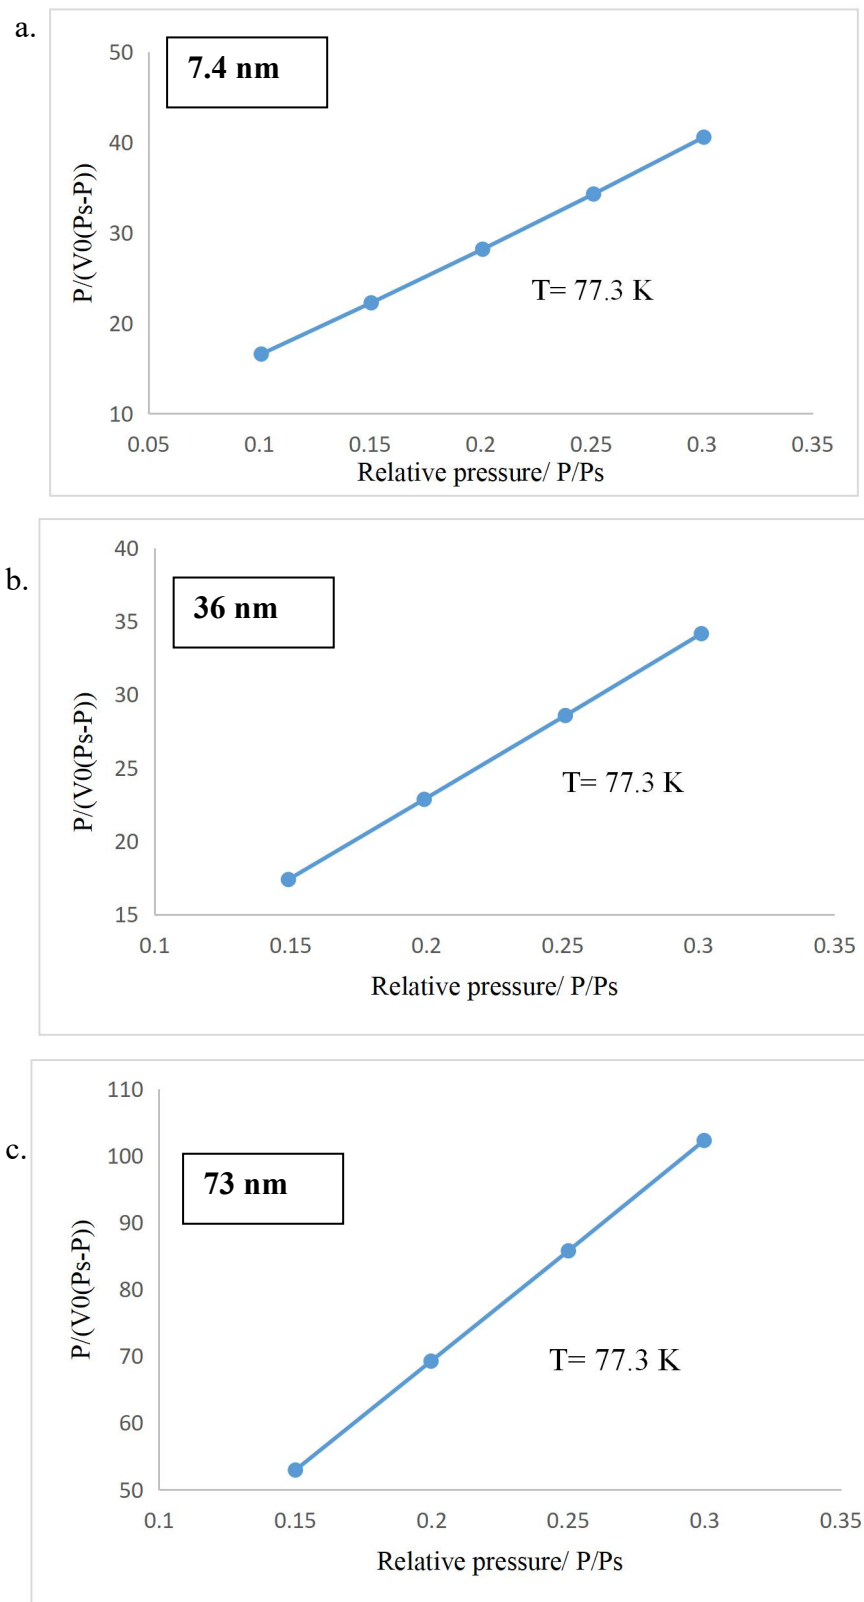 a.
7.4 nm
50
40
30
20
10
P/(V0(Ps-P))
T= 77.3 K
0.05 0.1 0.15 0.2 0.25 0.3 0.35
Relative pressure/ P/Ps
b.
36 nm
40
35
30
25
20
15
P/(V0(Ps-P))
T= 77.3 K
0.1 0.15 0.2 0.25 0.3 0.35
Relative pressure/ P/Ps
c.
73 nm
110
100
90
80
70
60
50
P/(V0(Ps-P))
T= 77.3 K
0.1 0.15 0.2 0.25 0.3 0.35
Relative pressure/ P/Ps